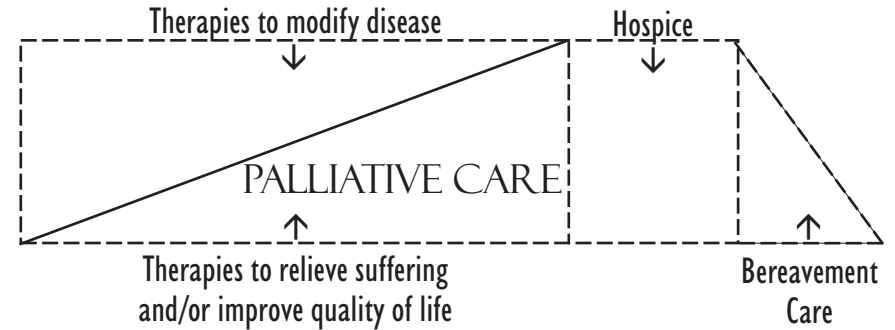 Therapies to modify disease
Hospice
PALLIATIVE CARE
Therapies to relieve suffering
and/or improve quality of life
Bereavement
Care